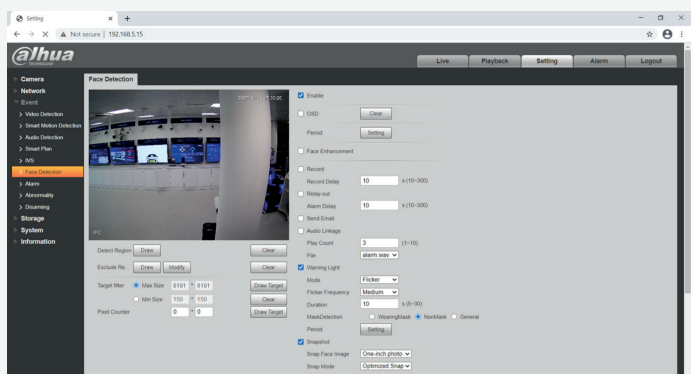 Setting
Not secure | 192.168.5.15
alhua
TECHNOLOGY
Live Playback Setting Alarm Logout
Camera
Network
Event
Video Detection
Smart Motion Detection
Audio Detection
Smart Plan
IVS
Face Detection
Alarm
Abnormality
Disarming
Storage
System
Information
Face Detection
IPC
Detect Region Draw Clear
Exclude Re... Draw Modify Clear
Target filter Max Size 8191 * 8191 Draw Target
Min Size 150 * 150 Clear
Pixel Counter 0 * 0 Draw Target
Enable
OSD Clear
Period Setting
Face Enhancement
Record
Record Delay 10 s (10~300)
Relay-out
Alarm Delay 10 s (10~300)
Send Email
Audio Linkage
Play Count 3 (1~10)
File alarm.wav
Warning Light
Mode Flicker
Flicker Frequency Medium
Duration 10 s (5~30)
MaskDetection WearingMask NonMask General
Period Setting
Snapshot
Snap Face Image One-inch photo
Snap Mode Optimized Snap